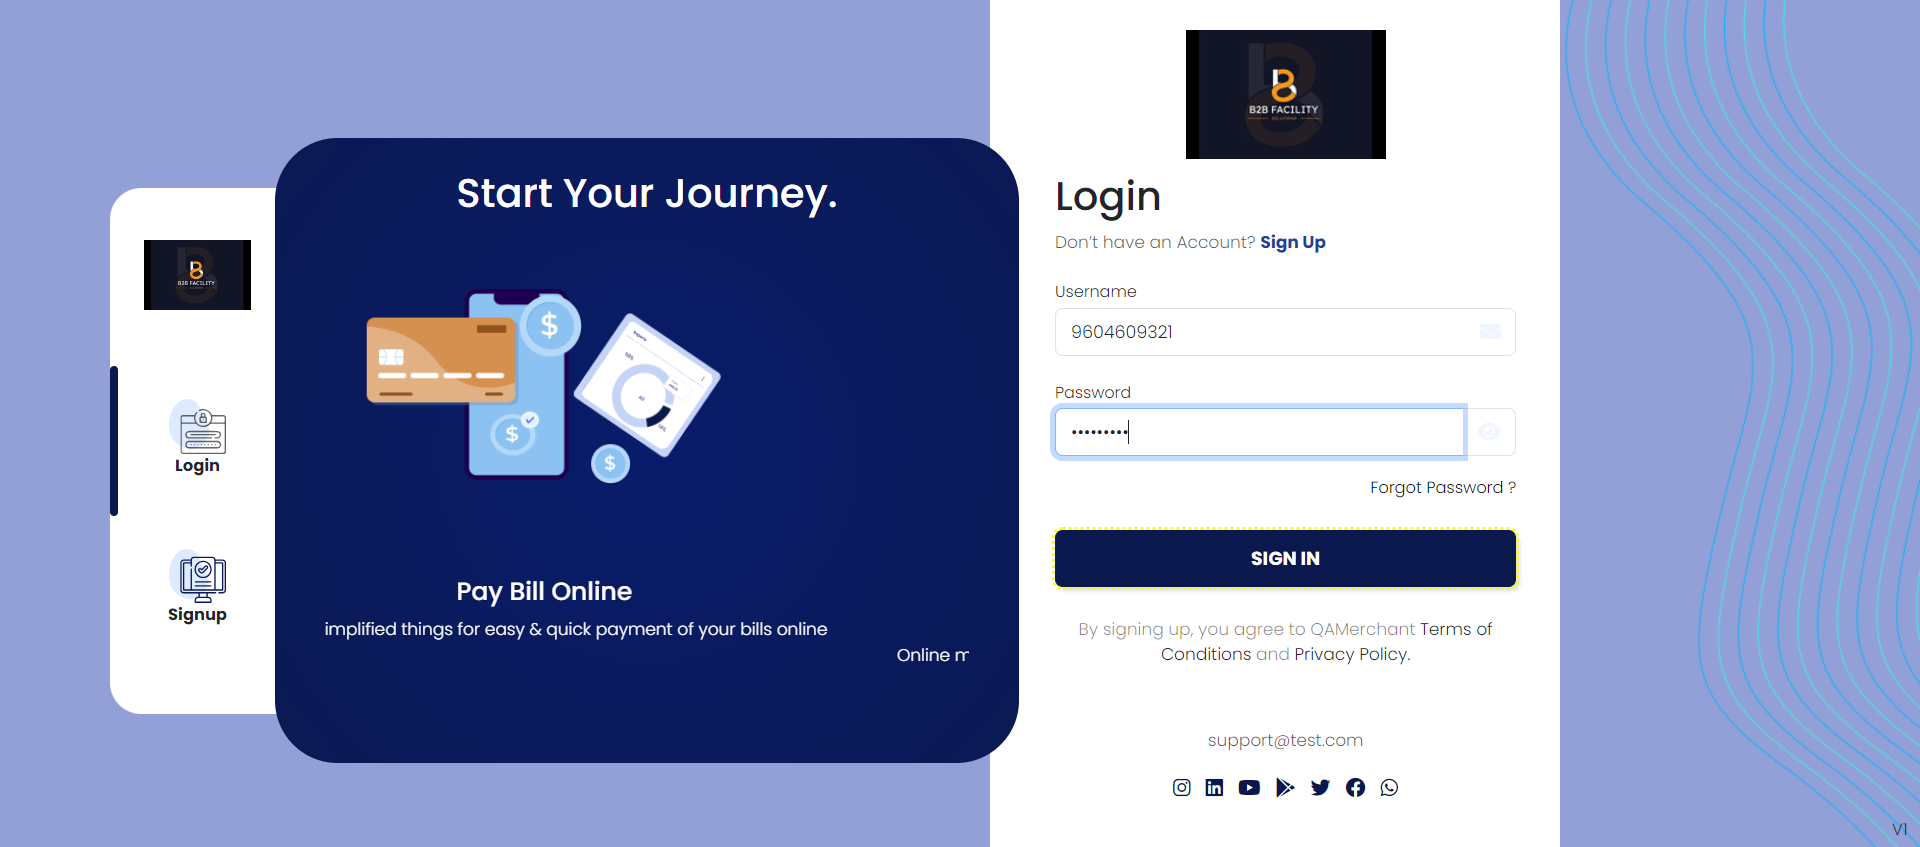 B2B FACILITY
SOLUTIONS
B2B FACILITY
Login
Signup
Start Your Journey.
$
$
$
Pay Bill Online
implified things for easy & quick payment of your bills online
Online m
Login
Don't have an Account? Sign Up
Username
9604609321
Password
•••••••••
Forgot Password ?
SIGN IN
By signing up, you agree to QAMerchant Terms of
Conditions and Privacy Policy.
support@test.com
V1